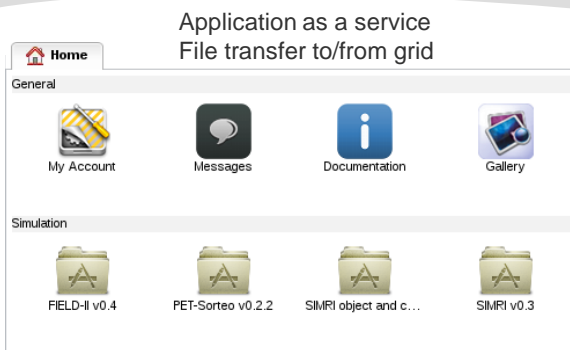 Application as a service
File transfer to/from grid
Home
General
My Account Messages Documentation Gallery
Simulation
FIELD-II v0.4 PET-Sorteo v0.2.2 SIMRI object and c... SIMRI v0.3